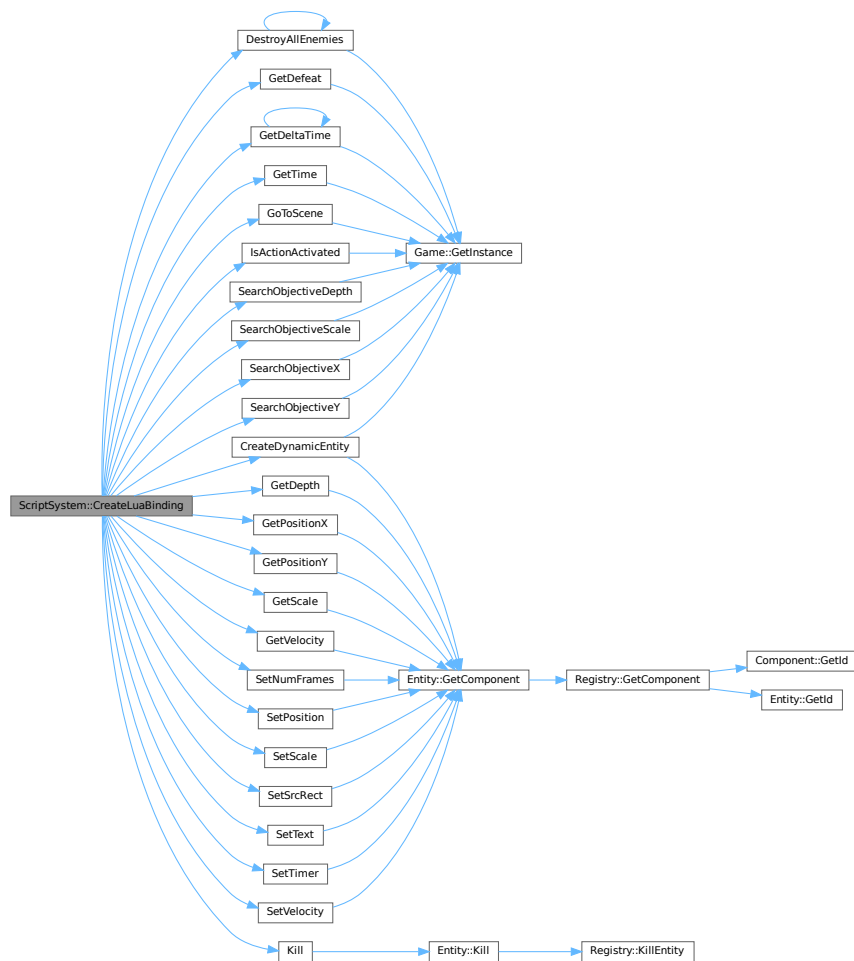 DestroyAllEnemies
GetDefeat
GetDeltaTime
GetTime
GoToScene
IsActionActivated
Game::GetInstance
SearchObjectiveDepth
SearchObjectiveScale
SearchObjectiveX
SearchObjectiveY
CreateDynamicEntity
GetDepth
ScriptSystem::CreateLuaBinding
GetPositionX
GetPositionY
GetScale
GetVelocity
Component::GetId
SetNumFrames
Entity::GetComponent
Registry::GetComponent
Entity::GetId
SetPosition
SetScale
SetSrcRect
SetText
SetTimer
SetVelocity
Kill
Entity::Kill
Registry::KillEntity